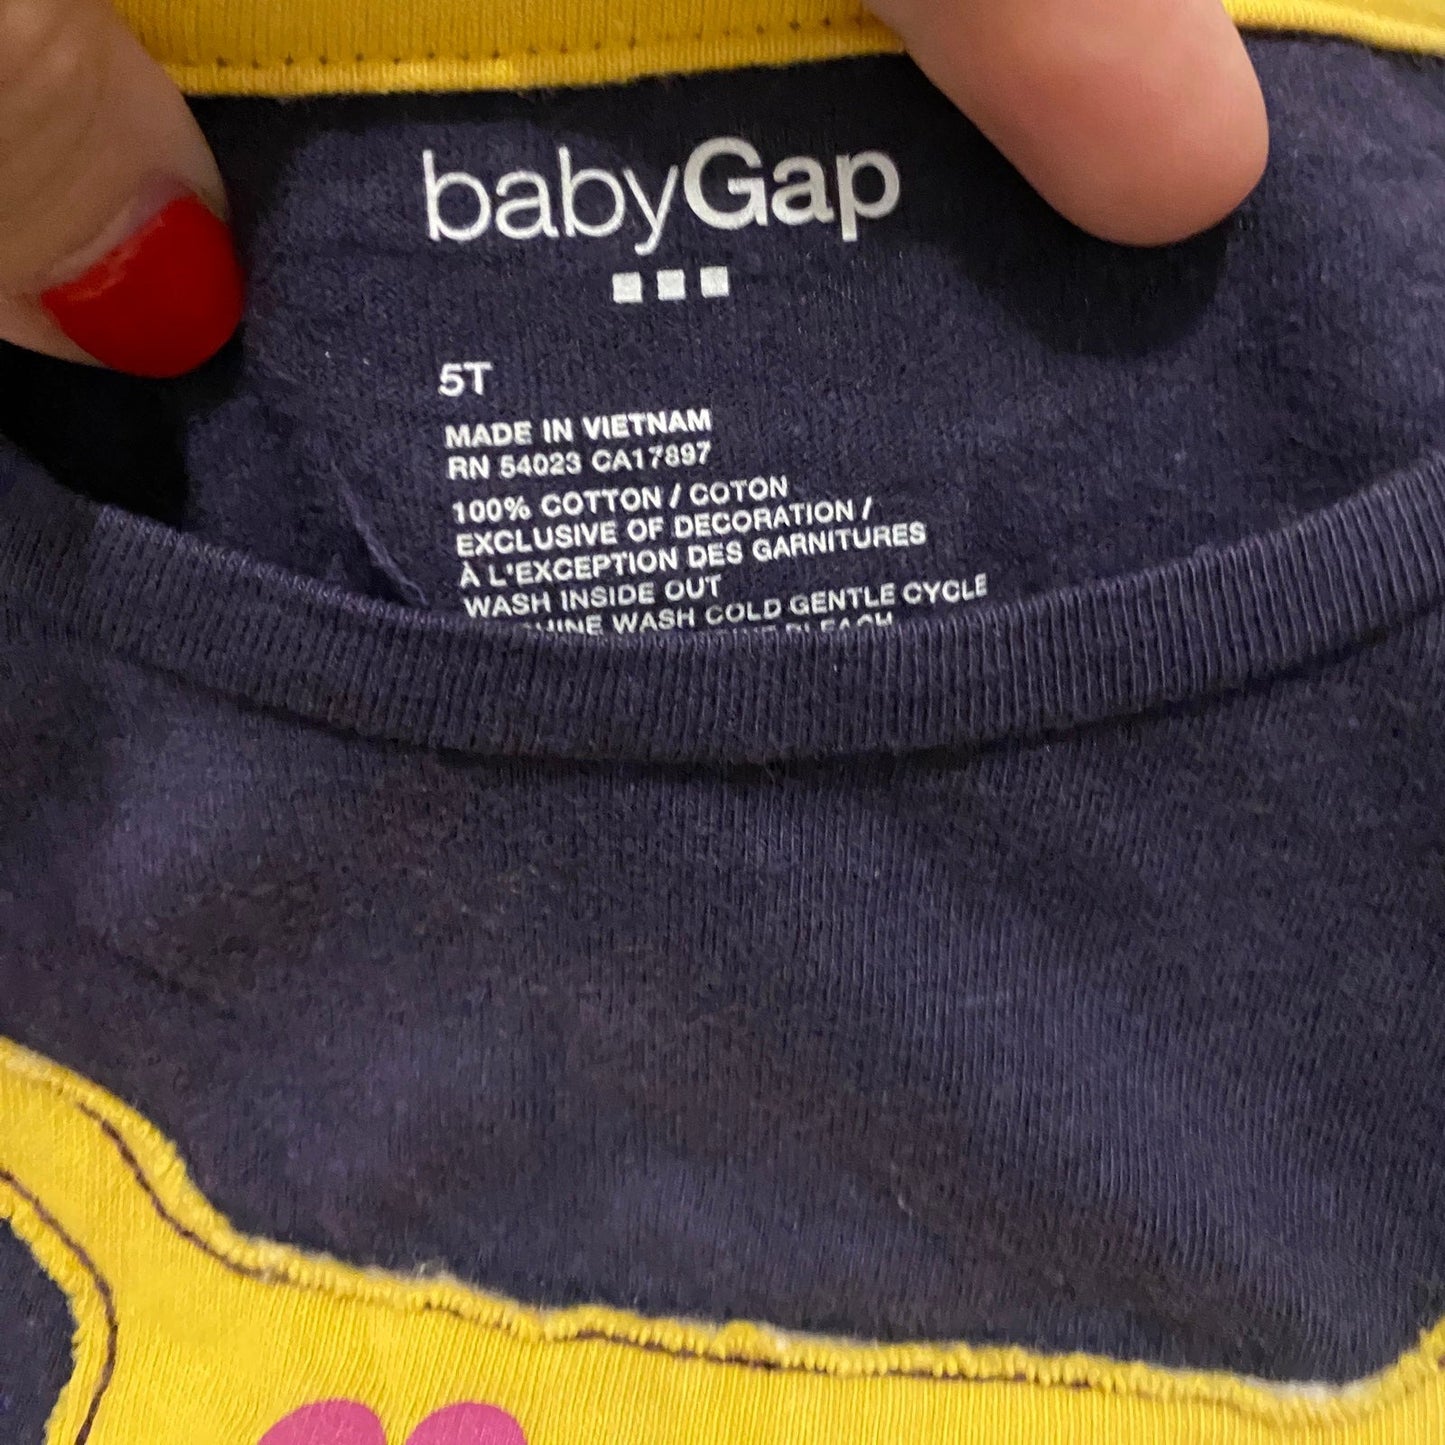 babyGap
5T
MADE IN VIETNAM
RN 54023 CA17897
100% COTTON / COTON
EXCLUSIVE OF DECORATION /
À L'EXCEPTION DES GARNITURES
WASH INSIDE OUT
WASH COLD GENTLE CYCLE
BLEACH